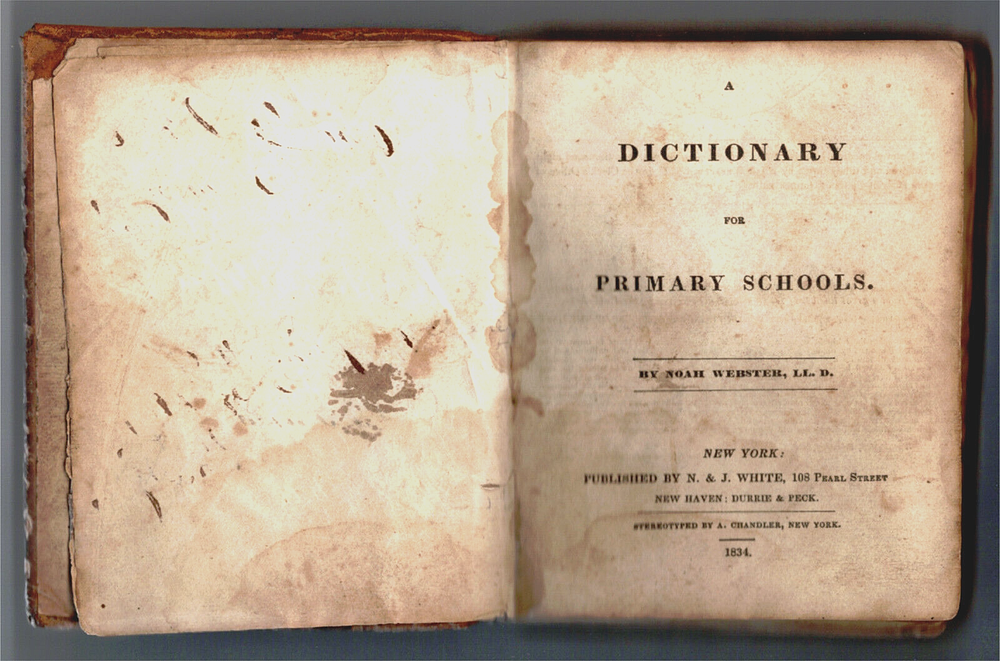 A
DICTIONARY
FOR
PRIMARY SCHOOLS.
BY NOAH WEBSTER, LL. D.
NEW YORK:
PUBLISHED BY N. & J. WHITE, 108 PEARL STREET
NEW HAVEN: DURRIE & PECK.
STEREOTYPED BY A. CHANDLER, NEW YORK.
1834.